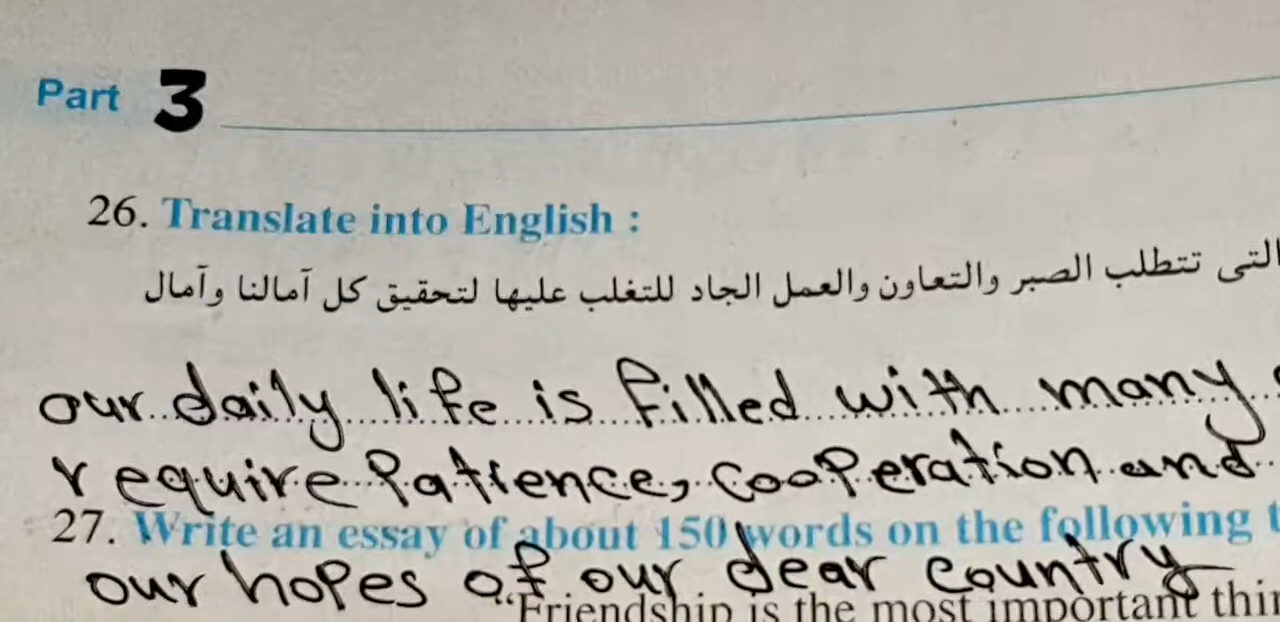 Part 3
26. Translate into English :
التى تتطلب الصبر والتعاون والعمل الجاد للتغلب عليها لتحقيق كل آمالنا وآمال
our daily life is filled with many
require Patience, cooperation and
27. Write an essay of about 150 words on the following
our hopes of our dear country
"Friendship is the most important